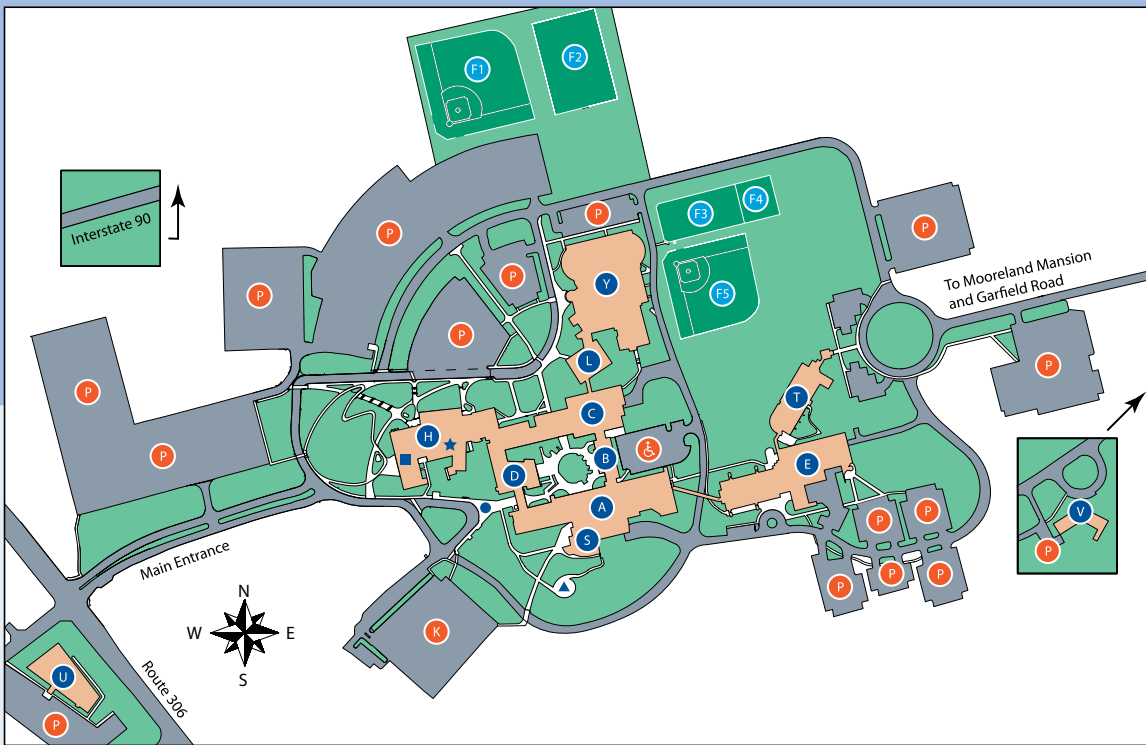 F1
F2
Interstate 90
P
P
P
P
P
F3
F4
F5
P
Y
To Mooreland Mansion
and Garfield Road
L
P
P
P
T
C
H
B
D
E
P
A
S
P
P
V
P
P
P
P
Main Entrance
N
W
E
S
K
U
Route 306
P